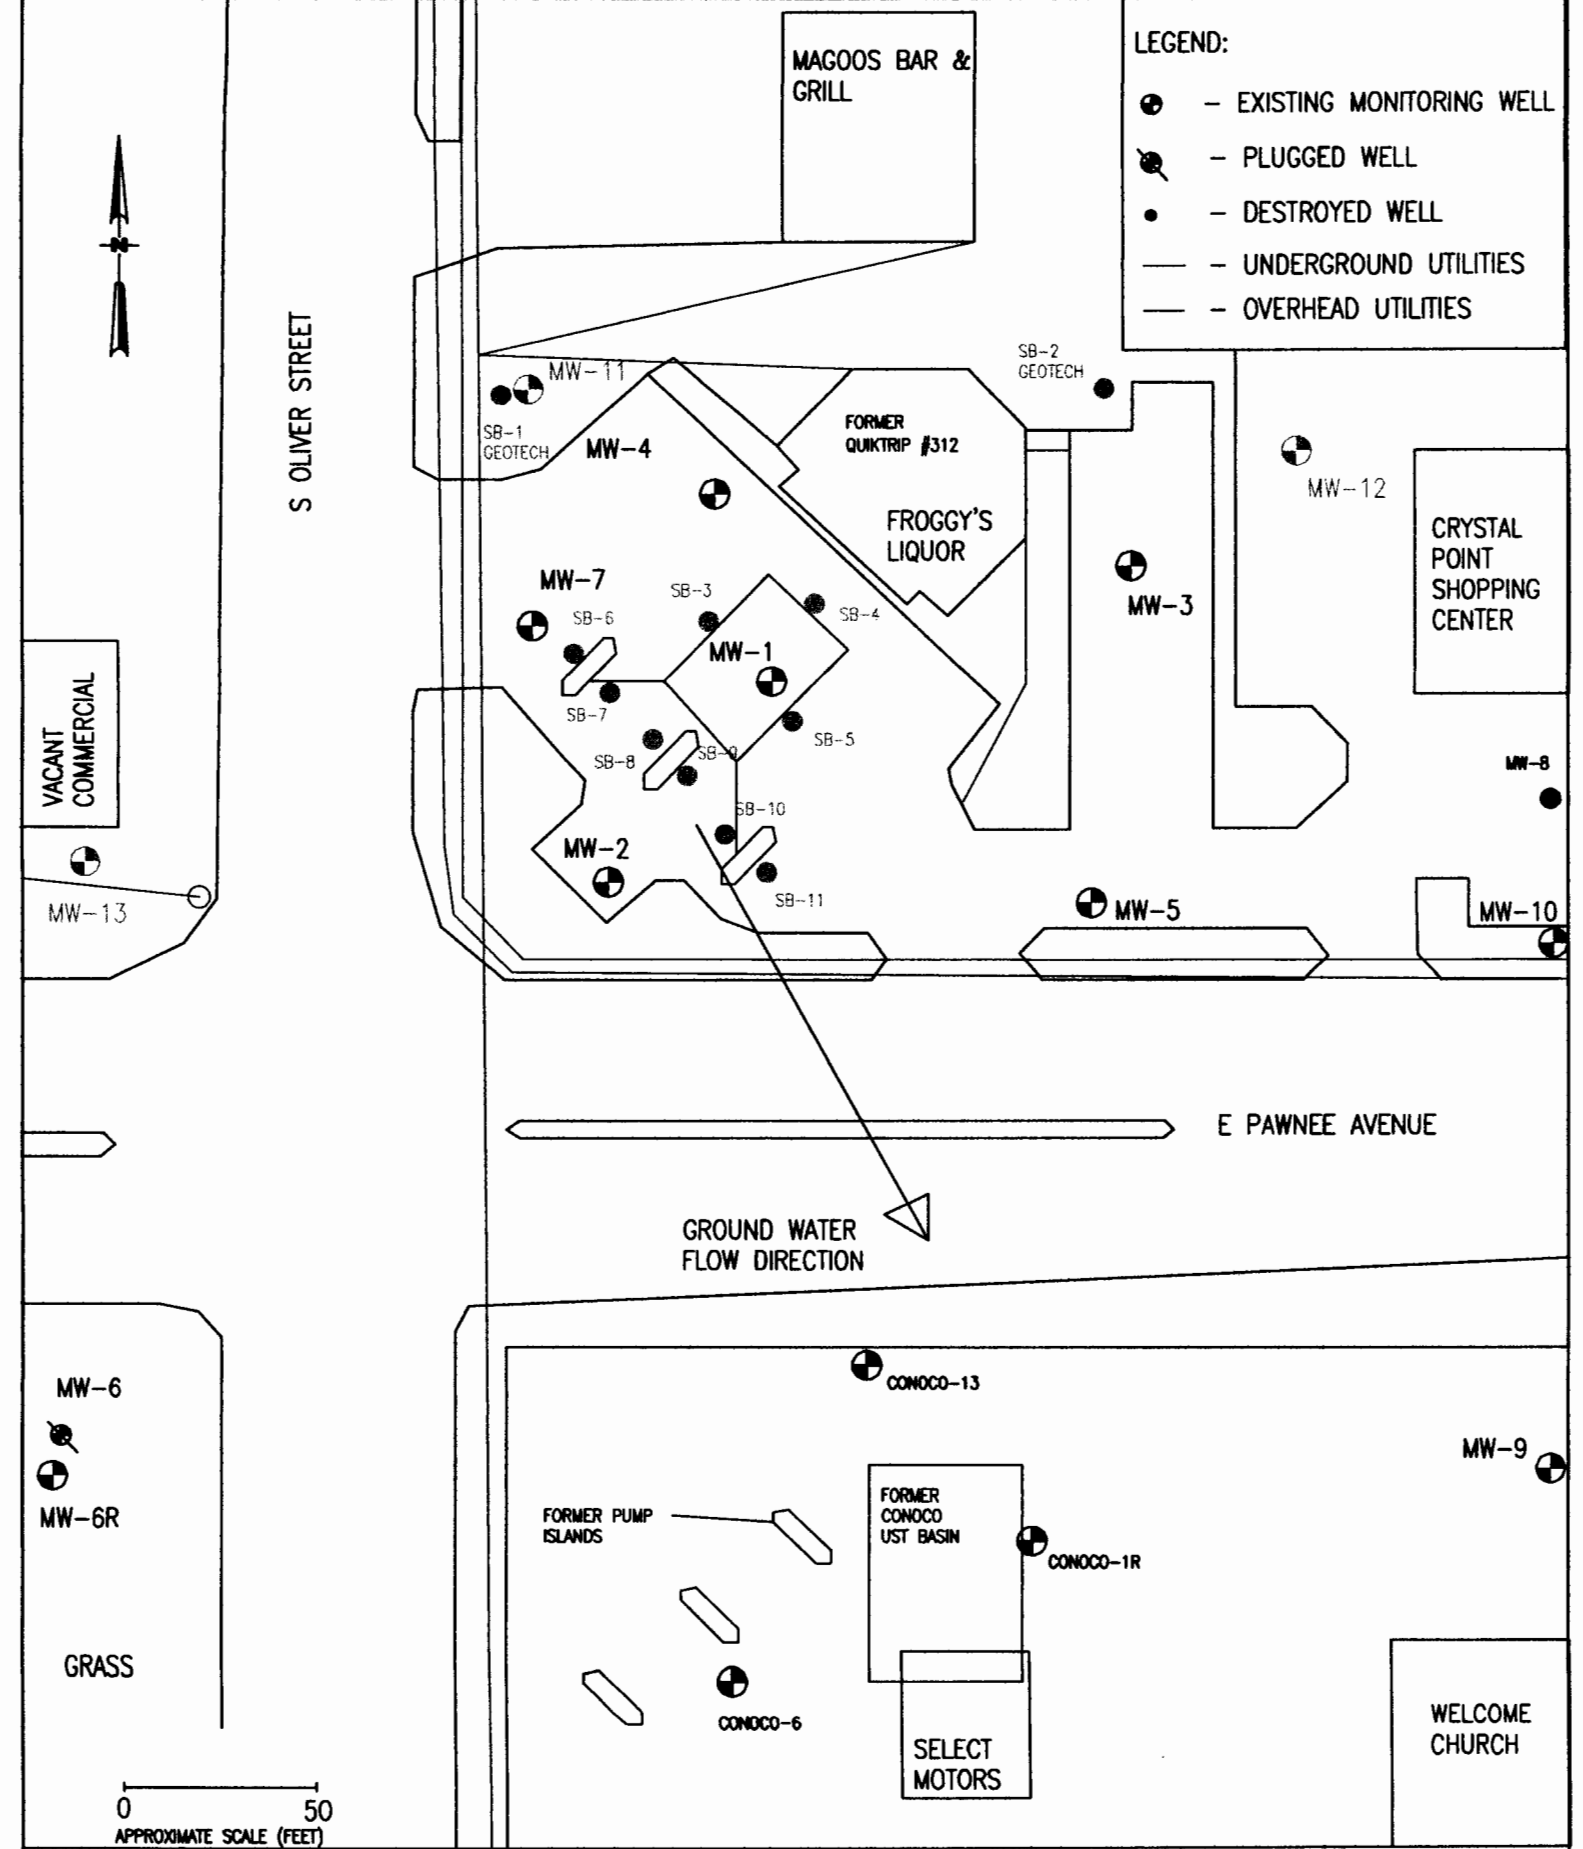 MAGOOS BAR &
GRILL
LEGEND:
– EXISTING MONITORING WELL
– PLUGGED WELL
– DESTROYED WELL
– UNDERGROUND UTILITIES
– OVERHEAD UTILITIES
N
S OLIVER STREET
MW-11
SB-1
GEOTECH
MW-4
SB-2
GEOTECH
FORMER
QUIKTRIP #312
FROGGY'S
LIQUOR
MW-12
CRYSTAL
POINT
SHOPPING
CENTER
MW-3
MW-7
SB-6
SB-3
SB-4
MW-1
SB-7
SB-5
SB-8
SB-9
SB-10
MW-2
SB-11
VACANT
COMMERCIAL
MW-13
MW-8
MW-5
MW-10
E PAWNEE AVENUE
GROUND WATER
FLOW DIRECTION
MW-6
MW-6R
GRASS
CONOCO-13
MW-9
FORMER PUMP
ISLANDS
FORMER
CONOCO
UST BASIN
CONOCO-1R
CONOCO-6
SELECT
MOTORS
WELCOME
CHURCH
0 50
APPROXIMATE SCALE (FEET)